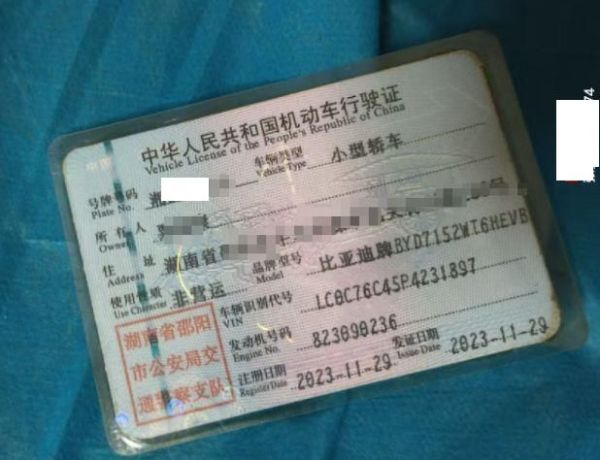 中华人民共和国机动车行驶证
Vehicle License of the People's Republic of China
号牌号码 湘 车辆类型 小型轿车
Plate No. Vehicle Type
所有人
Owner
住址 湖南省
Address
使用性质 非营运 品牌型号 比亚迪牌BYD7152WT6HEVB
Use Character Model
车辆识别代号 LC0C76C45P4231897
VIN
发动机号码 823090236
Engine No.
注册日期 2023-11-29 发证日期 2023-11-29
Register Date Issue Date
湖南省邵阳
市公安局交
通警察支队
74